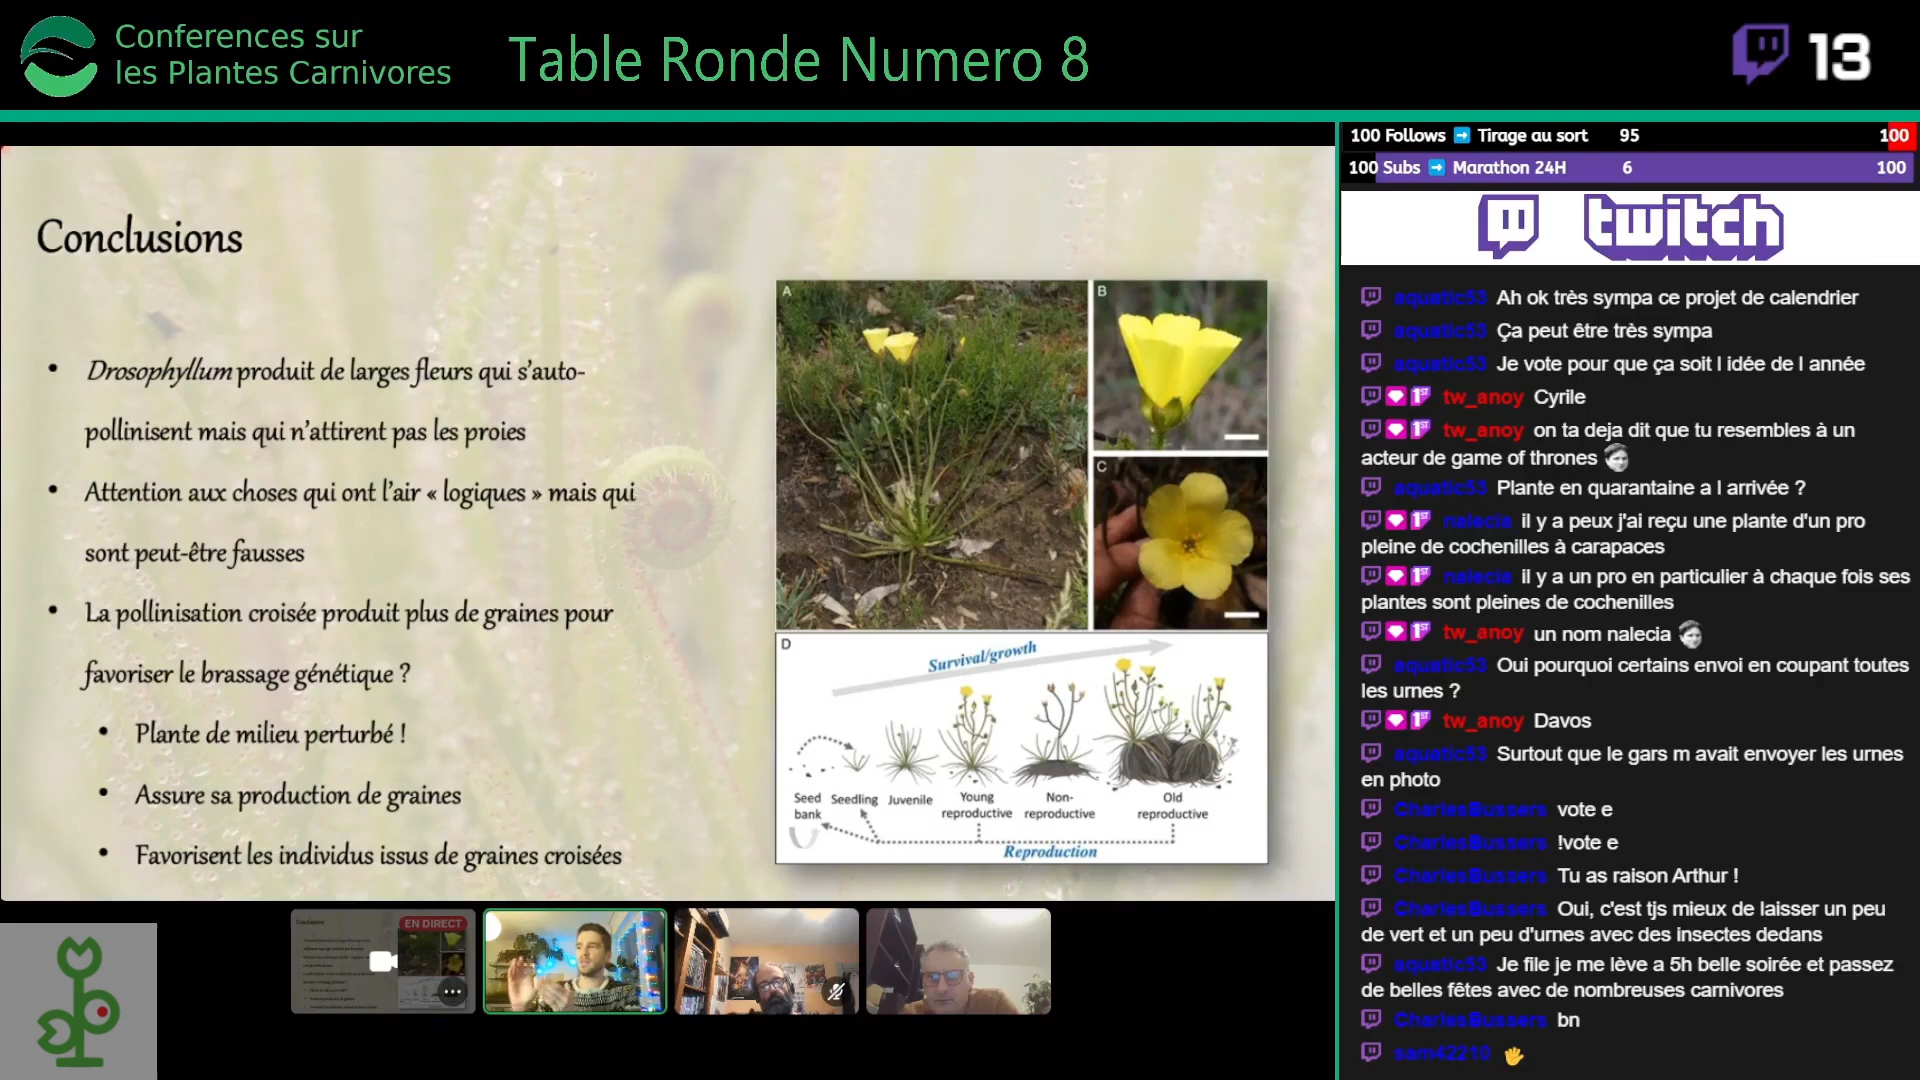 Conferences sur
les Plantes Carnivores
Table Ronde Numero 8
13
100 Follows ➡ Tirage au sort 95 100
100 Subs ➡ Marathon 24H 6 100
twitch
Conclusions
• Drosophyllum produit de larges fleurs qui s’auto-
pollinisent mais qui n’attirent pas les proies
• Attention aux choses qui ont l’air « logiques » mais qui
sont peut-être fausses
• La pollinisation croisée produit plus de graines pour
favoriser le brassage génétique ?
• Plante de milieu perturbé !
• Assure sa production de graines
• Favorisent les individus issus de graines croisées
A
B
C
D
Survival/growth
Seed
bank
Seedling
Juvenile
Young
reproductive
Non-
reproductive
Old
reproductive
Reproduction
EN DIRECT
aquatic53 Ah ok très sympa ce projet de calendrier
aquatic53 Ça peut être très sympa
aquatic53 Je vote pour que ça soit l idée de l année
1ST tw_anoy Cyrile
1ST tw_anoy on ta deja dit que tu resembles à un
acteur de game of thrones
aquatic53 Plante en quarantaine a l arrivée ?
1ST nalecia il y a peux j'ai reçu une plante d'un pro
pleine de cochenilles à carapaces
1ST nalecia il y a un pro en particulier à chaque fois ses
plantes sont pleines de cochenilles
1ST tw_anoy un nom nalecia
aquatic53 Oui pourquoi certains envoi en coupant toutes
les urnes ?
1ST tw_anoy Davos
aquatic53 Surtout que le gars m avait envoyer les urnes
en photo
CharlesBussers vote e
CharlesBussers !vote e
CharlesBussers Tu as raison Arthur !
CharlesBussers Oui, c'est tjs mieux de laisser un peu
de vert et un peu d'urnes avec des insectes dedans
aquatic53 Je file je me lève a 5h belle soirée et passez
de belles fêtes avec de nombreuses carnivores
CharlesBussers bn
sam42210 🖐